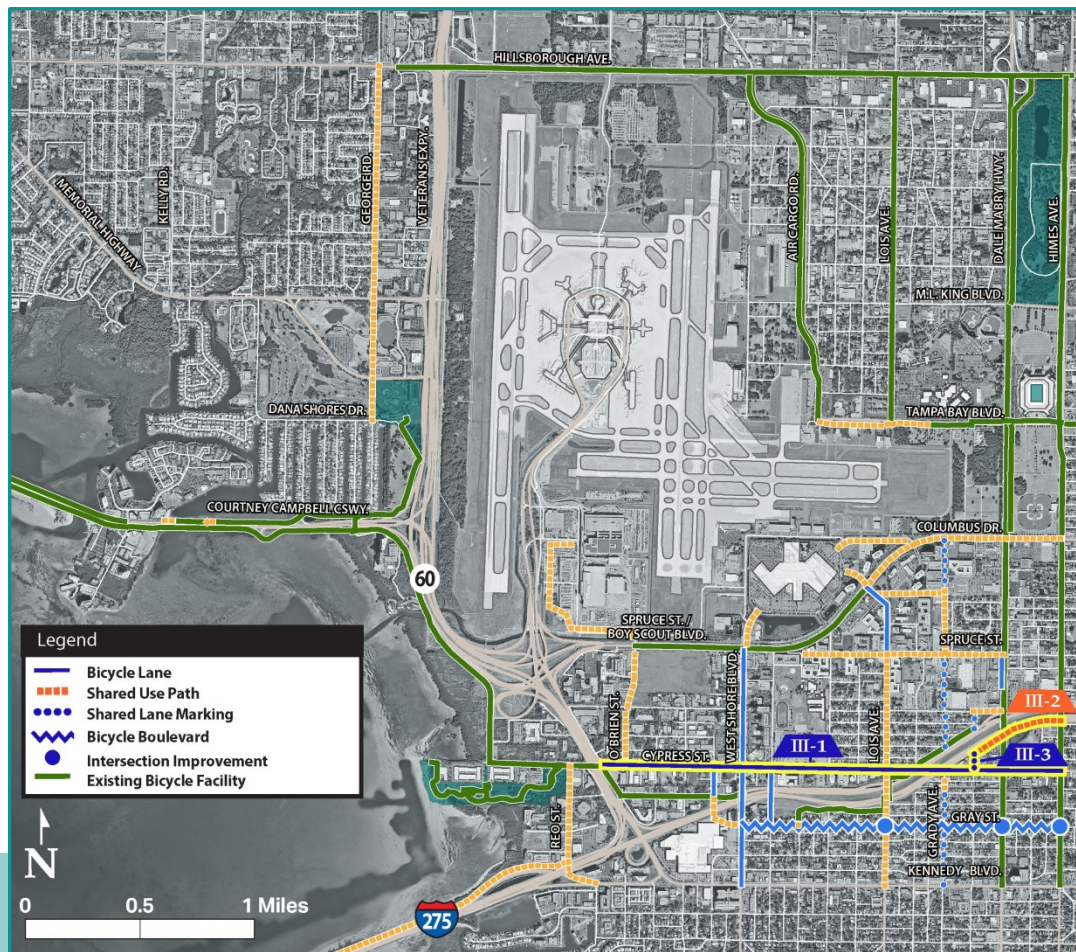 HILLSBOROUGH AVE.
MEMORIAL HIGHWAY
KELLY RD.
GEORGE RD.
VETERANS EXPY.
AIR CARGO RD.
LOIS AVE.
DALE MABRY HWY.
HIMES AVE.
M.L. KING BLVD.
DANA SHORES DR.
TAMPA BAY BLVD.
COURTNEY CAMPBELL CSWY.
COLUMBUS DR.
60
SPRUCE ST. /
BOY SCOUT BLVD.
SPRUCE ST.
Legend
Bicycle Lane
Shared Use Path
Shared Lane Marking
Bicycle Boulevard
Intersection Improvement
Existing Bicycle Facility
O'BRIEN ST.
WEST SHORE BLVD.
LOIS AVE.
III-2
III-1
III-3
CYPRESS ST.
REO ST.
GRADY AVE.
GRAY ST.
KENNEDY BLVD.
N
0 0.5 1 Miles
275